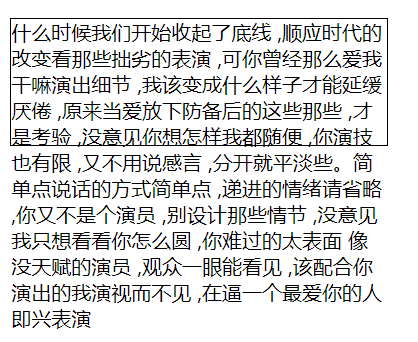 什么时候我们开始收起了底线 ,顺应时代的
改变看那些拙劣的表演 ,可你曾经那么爱我
干嘛演出细节 ,我该变成什么样子才能延缓
厌倦 ,原来当爱放下防备后的这些那些 ,才
是考验 ,没意见你想怎样我都随便 ,你演技
也有限 ,又不用说感言 ,分开就平淡些。简
单点说话的方式简单点 ,递进的情绪请省略
,你又不是个演员 ,别设计那些情节 ,没意见
我只想看看你怎么圆 ,你难过的太表面 像
没天赋的演员 ,观众一眼能看见 ,该配合你
演出的我演视而不见 ,在逼一个最爱你的人
即兴表演